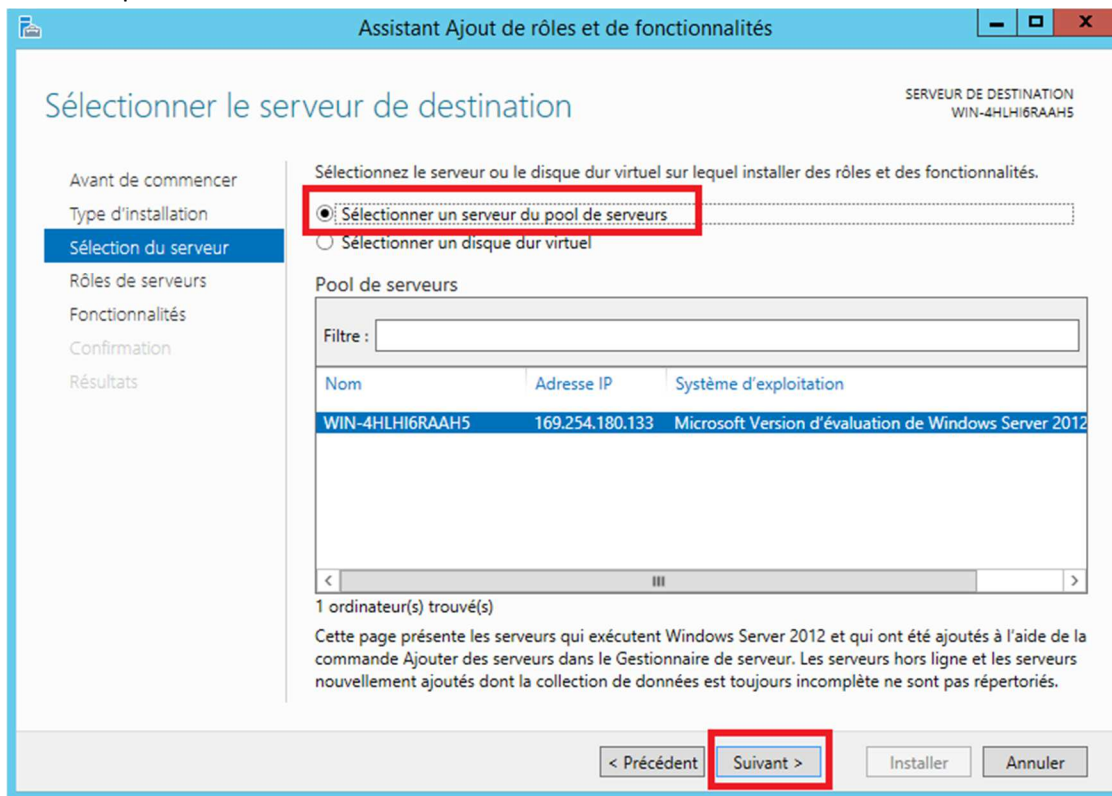 Assistant Ajout de rôles et de fonctionnalités
Sélectionner le serveur de destination
SERVEUR DE DESTINATION
WIN-4HLHI6RAAH5
Avant de commencer
Type d'installation
Sélection du serveur
Rôles de serveurs
Fonctionnalités
Confirmation
Résultats
Sélectionnez le serveur ou le disque dur virtuel sur lequel installer des rôles et des fonctionnalités.
Sélectionner un serveur du pool de serveurs
Sélectionner un disque dur virtuel
Pool de serveurs
Filtre :
Nom Adresse IP Système d'exploitation
WIN-4HLHI6RAAH5 169.254.180.133 Microsoft Version d'évaluation de Windows Server 2012
1 ordinateur(s) trouvé(s)
Cette page présente les serveurs qui exécutent Windows Server 2012 et qui ont été ajoutés à l'aide de la
commande Ajouter des serveurs dans le Gestionnaire de serveur. Les serveurs hors ligne et les serveurs
nouvellement ajoutés dont la collection de données est toujours incomplète ne sont pas répertoriés.
< Précédent Suivant > Installer Annuler